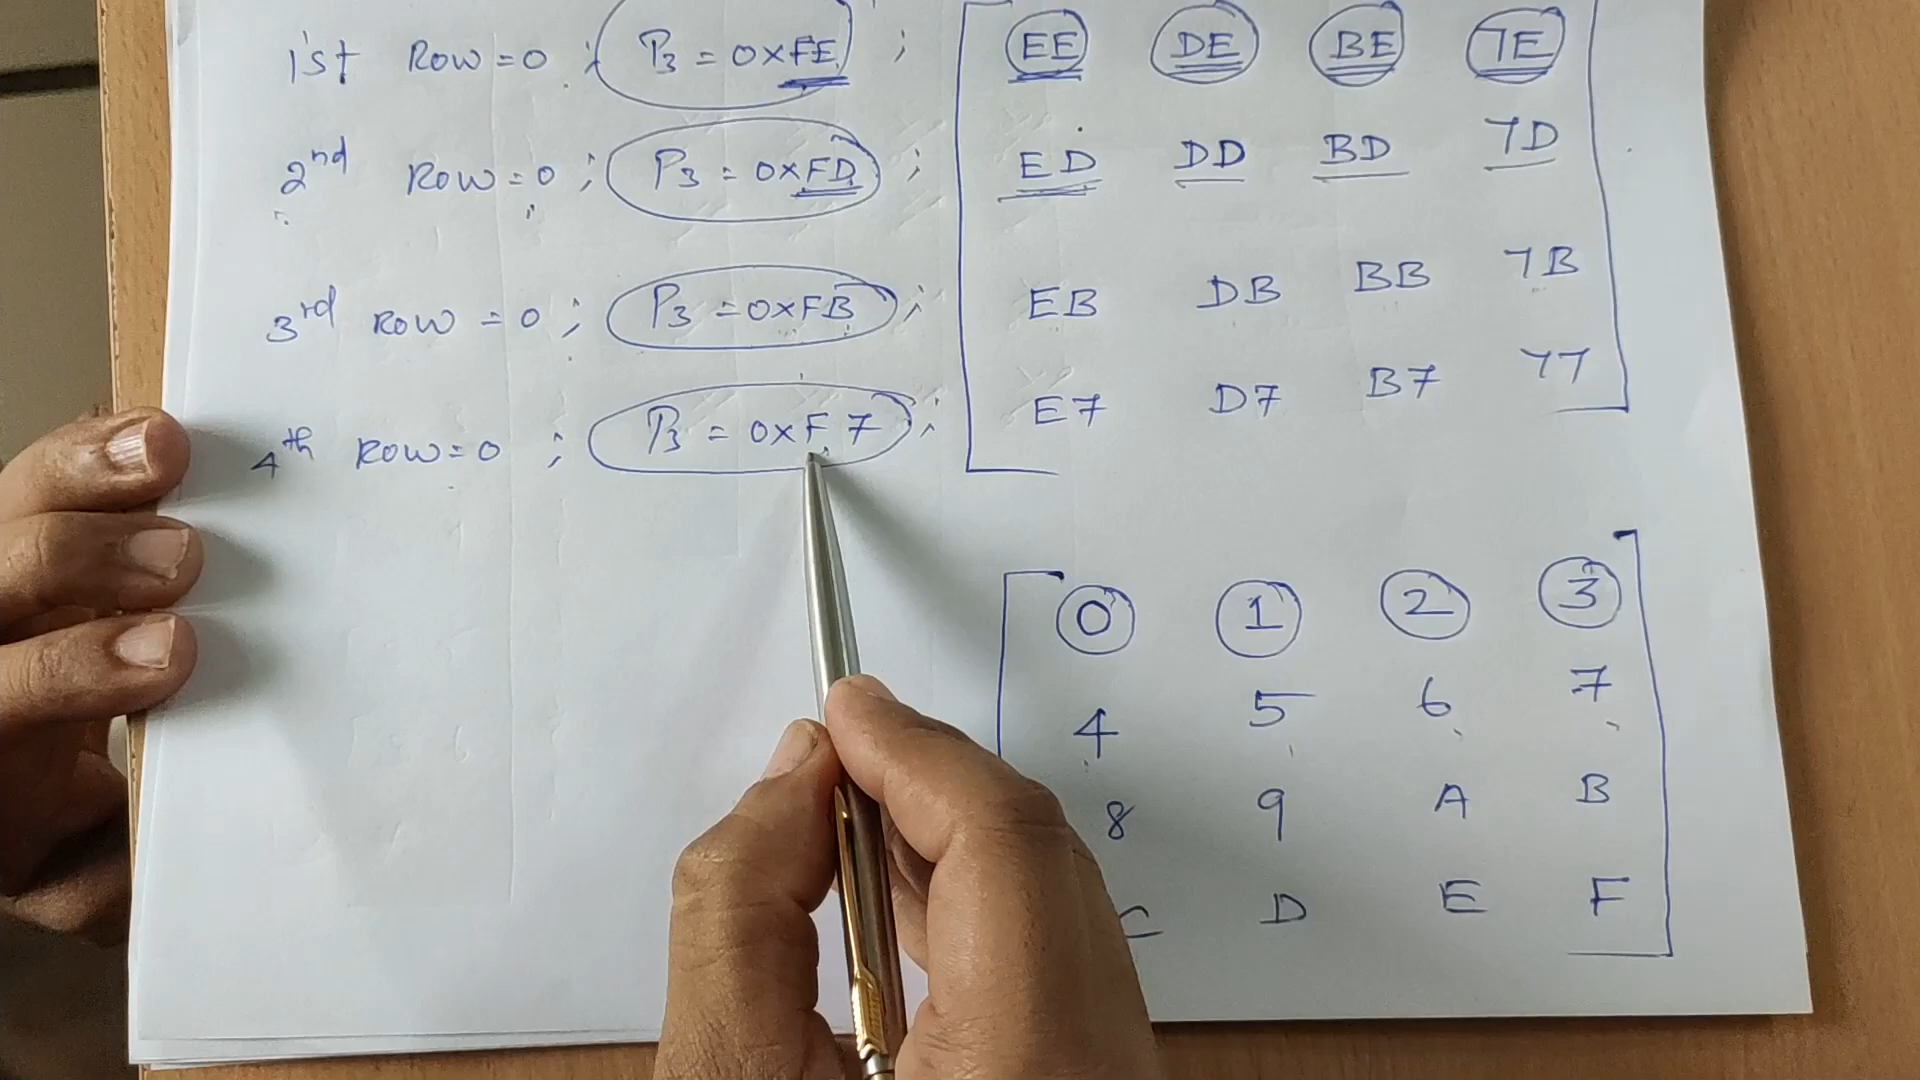 1'st Row = 0 ; P3 = 0xFE ; EE DE BE 7E
2nd Row = 0 ; P3 = 0xFD ; ED DD BD 7D
3rd Row = 0 ; P3 = 0xFB ; EB DB BB 7B
4th Row = 0 ; P3 = 0xF7 ; E7 D7 B7 77
0 1 2 3
4 5 6 7
8 9 A B
C D E F